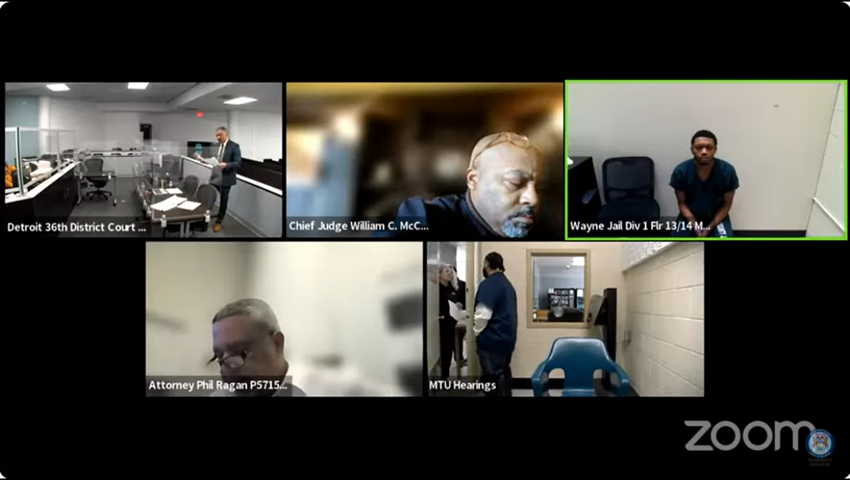 Detroit 36th District Court ...
Chief Judge William C. McC...
Wayne Jail Div 1 Flr 13/14 M...
Attorney Phil Ragan P5715...
MTU Hearings
zoom